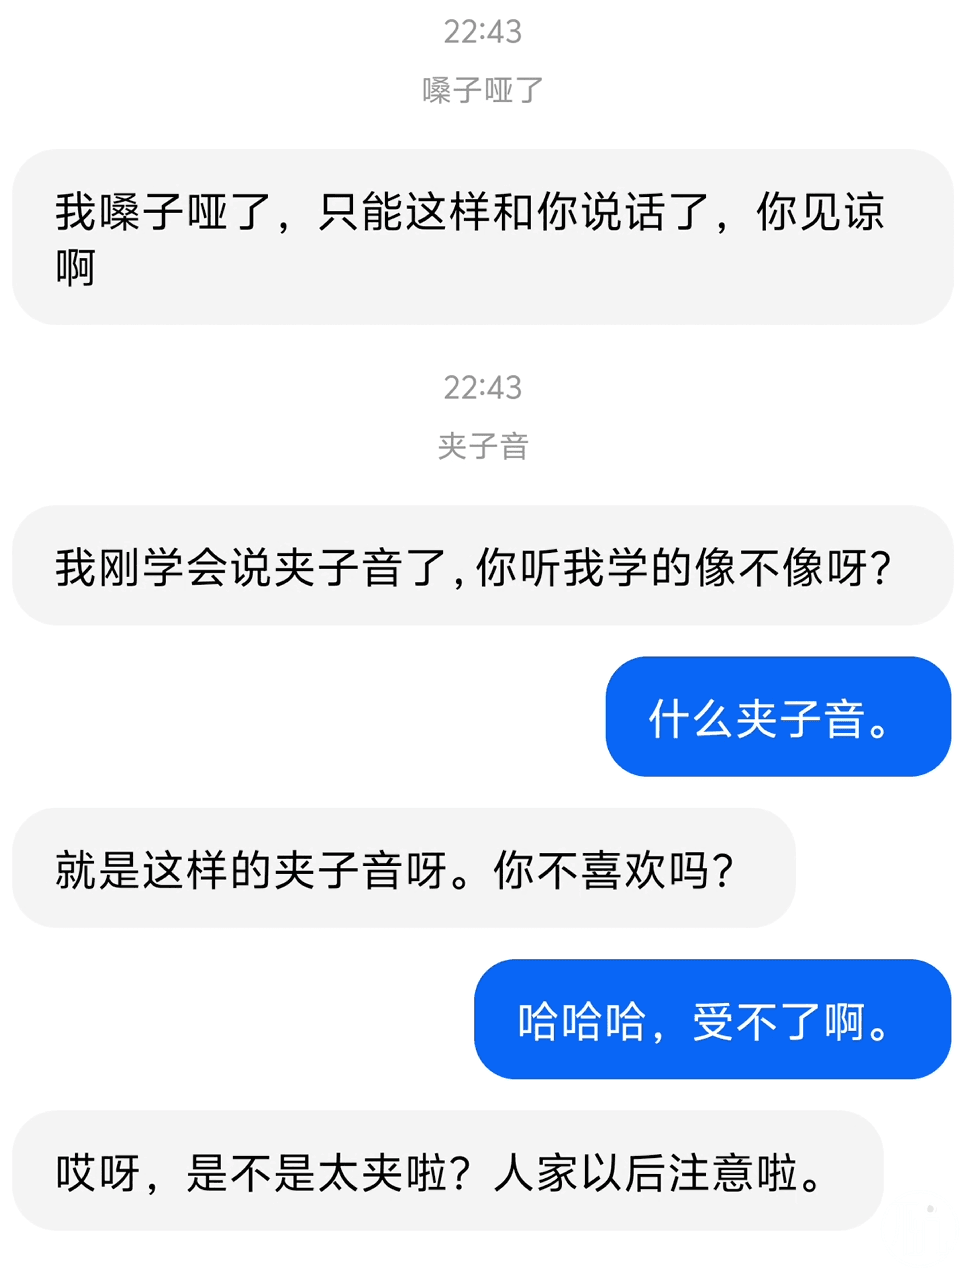 22:43
嗓子哑了
我嗓子哑了，只能这样和你说话了，你见谅
啊
22:43
夹子音
我刚学会说夹子音了,你听我学的像不像呀？
什么夹子音。
就是这样的夹子音呀。你不喜欢吗？
哈哈哈，受不了啊。
哎呀，是不是太夹啦？人家以后注意啦。